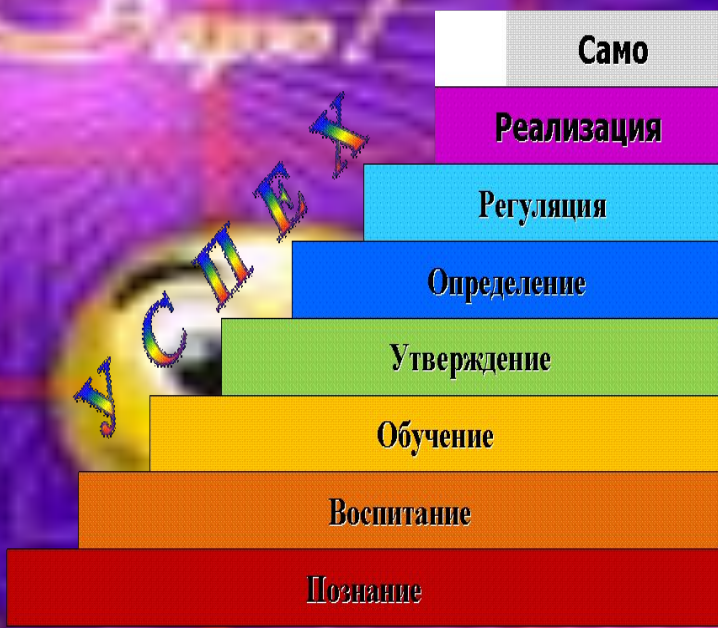 Само
Реализация
Регуляция
Определение
Утверждение
Обучение
Воспитание
Познание
УСПЕХ